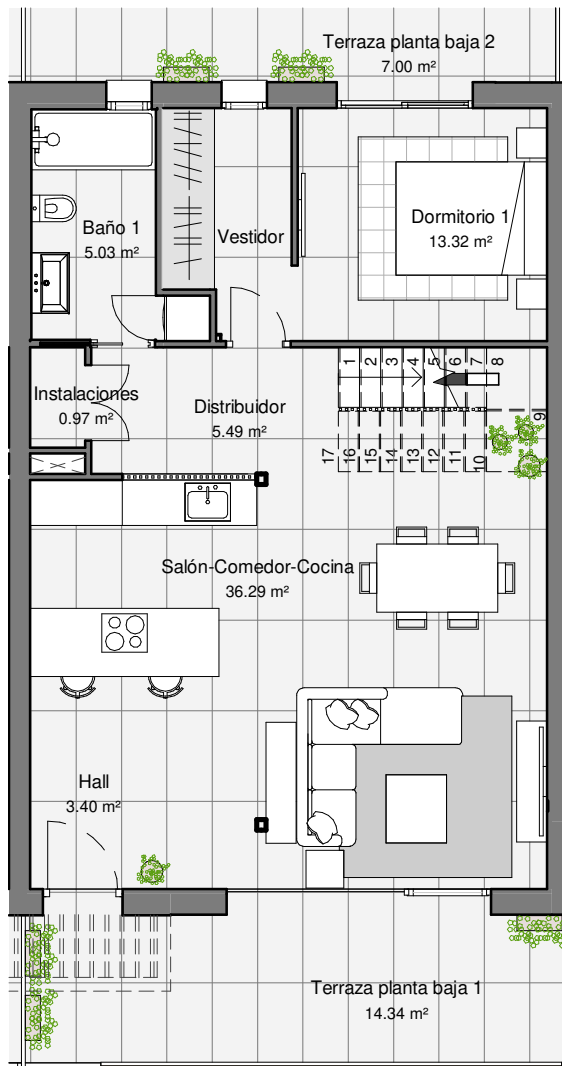 Terraza planta baja 2
7.00 m²
Baño 1
5.03 m²
Vestidor
Dormitorio 1
13.32 m²
Instalaciones
0.97 m²
Distribuidor
5.49 m²
1 2 3 4 5 6 7 8
9
17 16 15 14 13 12 11 10
Salón-Comedor-Cocina
36.29 m²
Hall
3.40 m²
Terraza planta baja 1
14.34 m²